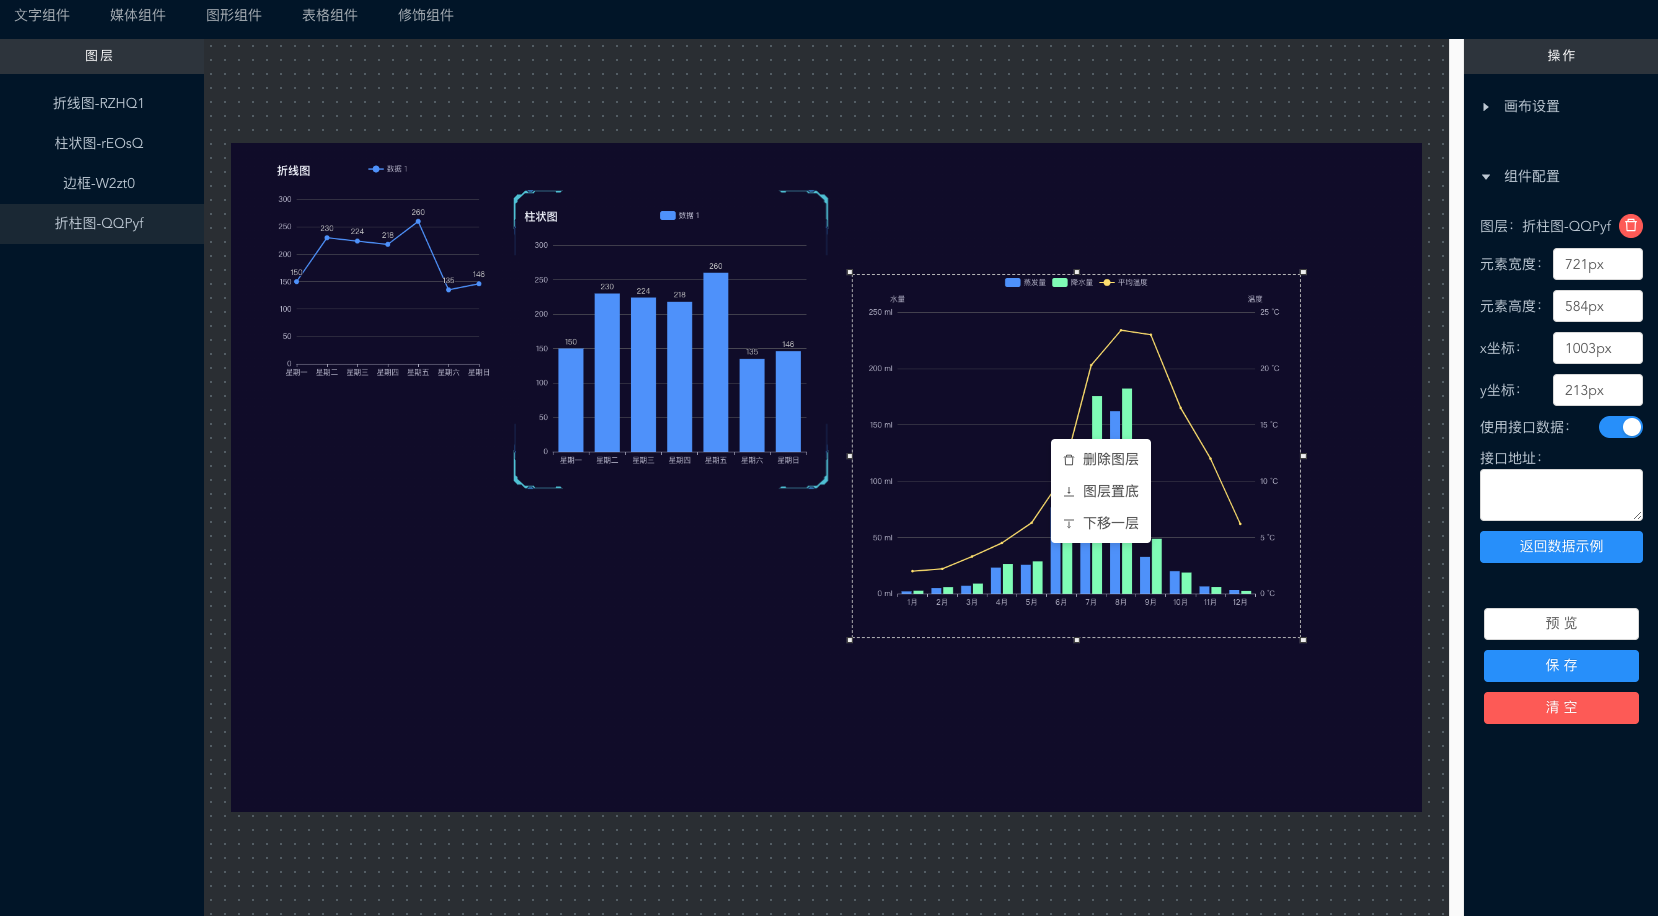 文字组件 媒体组件 图形组件 表格组件 修饰组件
图层
折线图-RZHQ1
柱状图-rEOsQ
边框-W2zt0
折柱图-QQPyf
折线图
数据 1
300
250
200
150
100
50
0
150
230
224
218
260
135
148
星期一 星期二 星期三 星期四 星期五 星期六 星期日
柱状图
数据 1
300
250
200
150
100
50
0
150
230
224
218
260
135
146
星期一 星期二 星期三 星期四 星期五 星期六 星期日
蒸发量 降水量 平均温度
水量
温度
250 ml
200 ml
150 ml
100 ml
50 ml
0 ml
25 °C
20 °C
15 °C
10 °C
5 °C
0 °C
1月 2月 3月 4月 5月 6月 7月 8月 9月 10月 11月 12月
删除图层
图层置底
下移一层
操作
画布设置
组件配置
图层：折柱图-QQPyf
元素宽度： 721px
元素高度： 584px
x坐标： 1003px
y坐标： 213px
使用接口数据：
接口地址：
返回数据示例
预 览
保 存
清 空